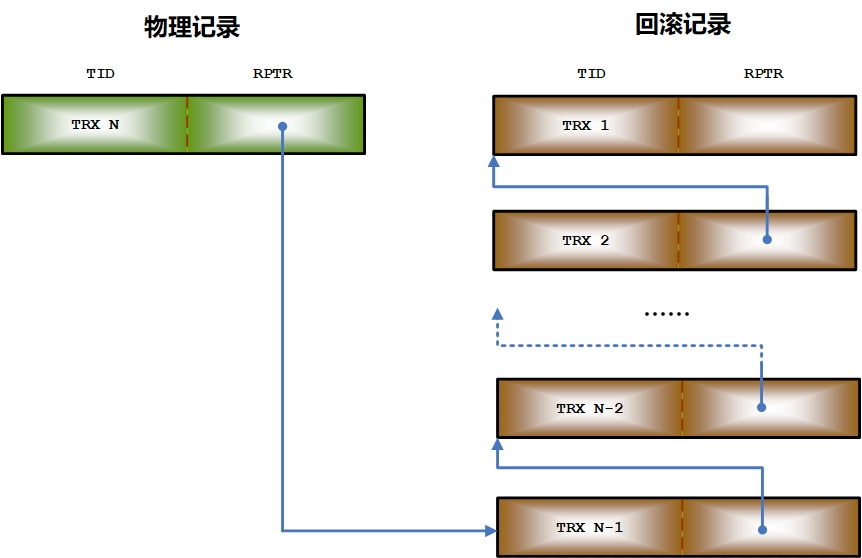 物理记录
TID RPTR
TRX N
回滚记录
TID RPTR
TRX 1
TRX 2
......
TRX N-2
TRX N-1